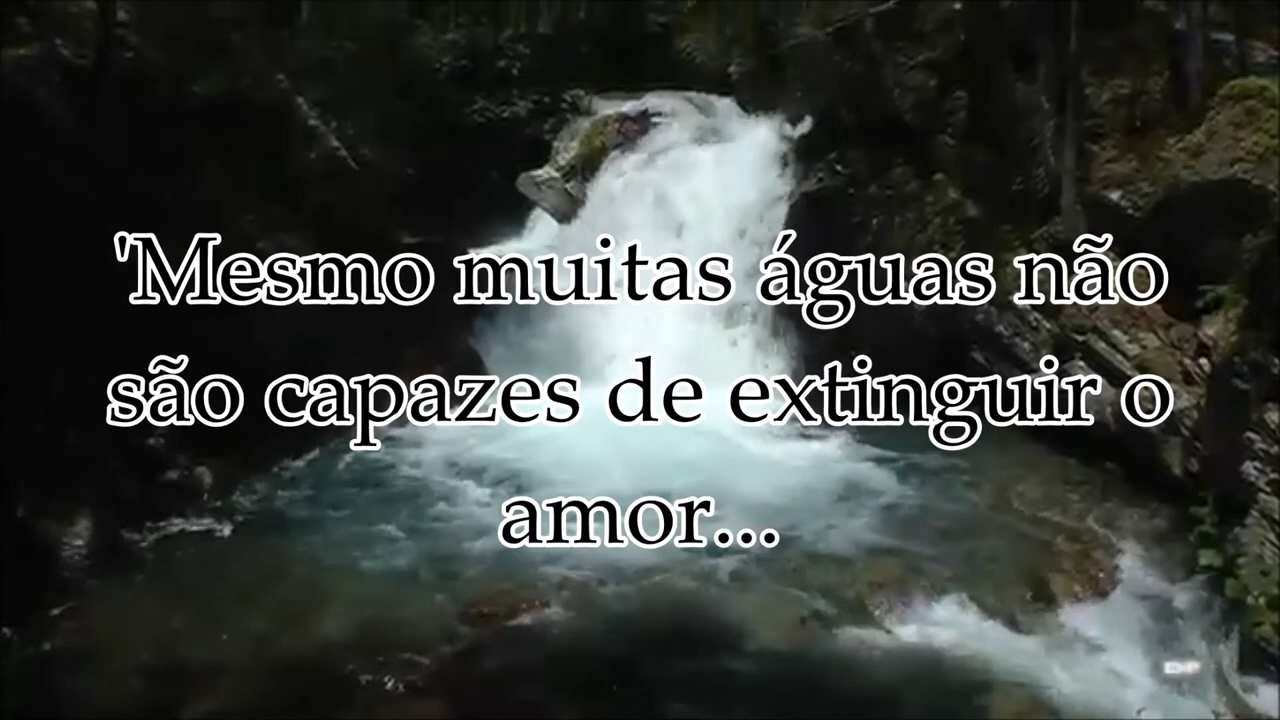 'Mesmo muitas águas não
são capazes de extinguir o
amor...